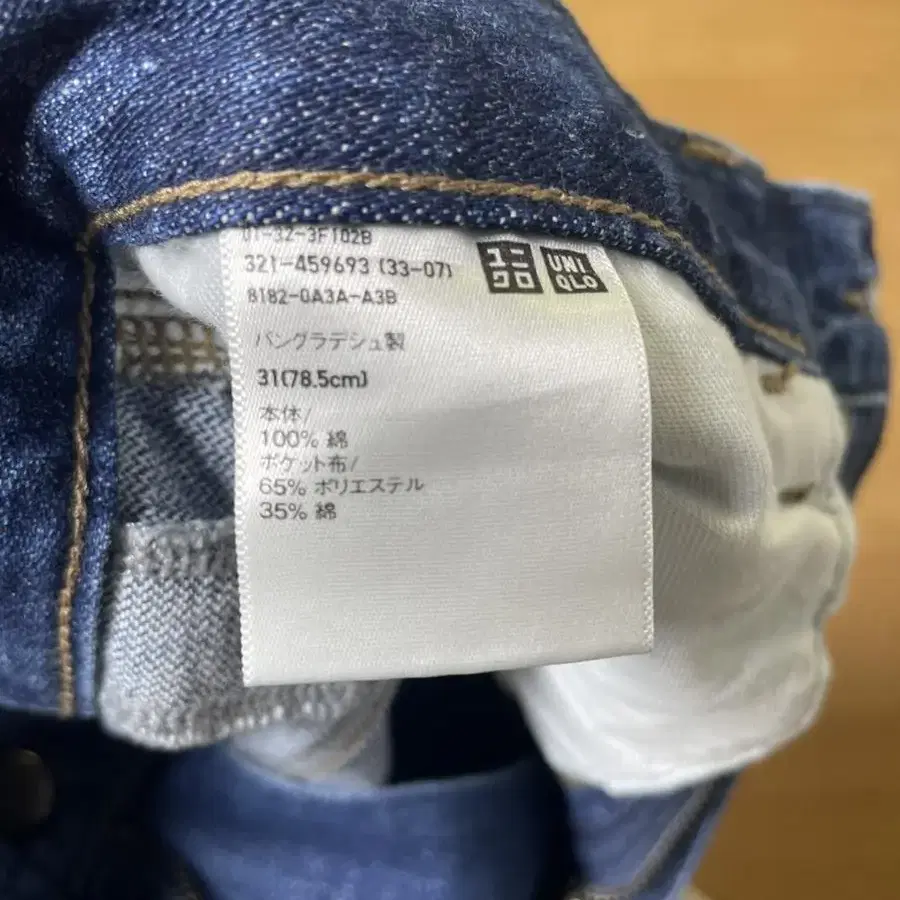 01-32-3F102B
321-459693 (33-07)
8182-0A3A-A3B
ユニクロ
UNIQLO
バングラデシュ製
31(78.5cm)
本体/
100% 綿
ポケット布/
65% ポリエステル
35% 綿